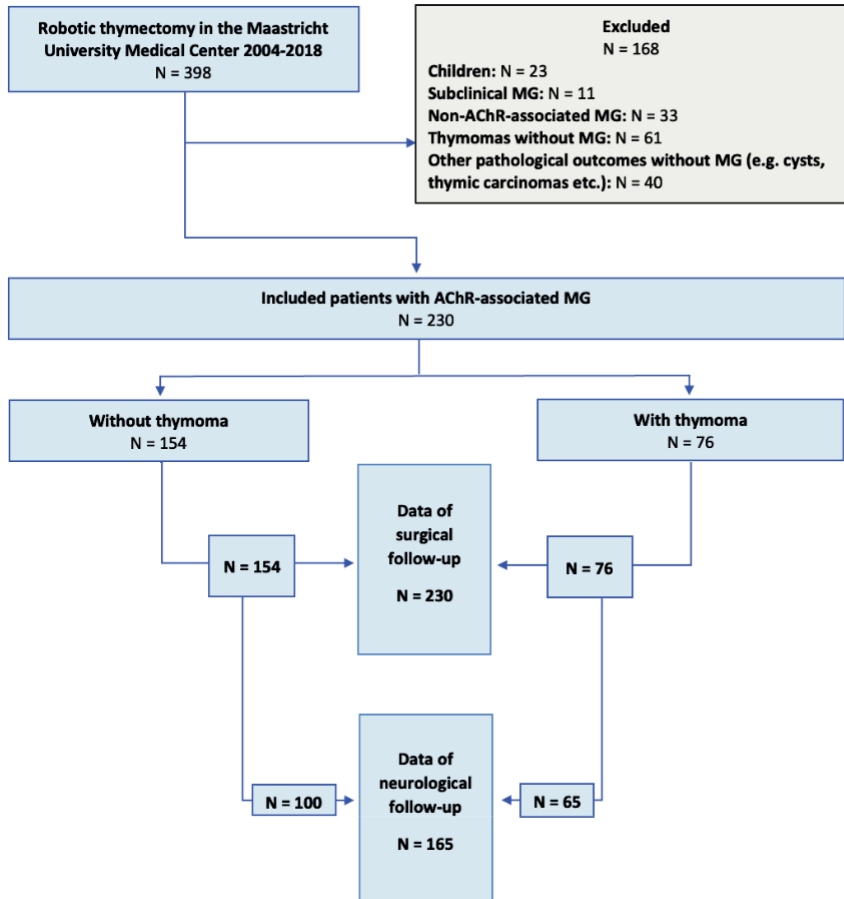 Robotic thymectomy in the Maastricht
University Medical Center 2004-2018
N = 398
Excluded
N = 168
Children: N = 23
Subclinical MG: N = 11
Non-AChR-associated MG: N = 33
Thymomas without MG: N = 61
Other pathological outcomes without MG (e.g. cysts,
thymic carcinomas etc.): N = 40
Included patients with AChR-associated MG
N = 230
Without thymoma
N = 154
With thymoma
N = 76
Data of
surgical
follow-up
N = 230
N = 154
N = 76
Data of
neurological
follow-up
N = 165
N = 100
N = 65